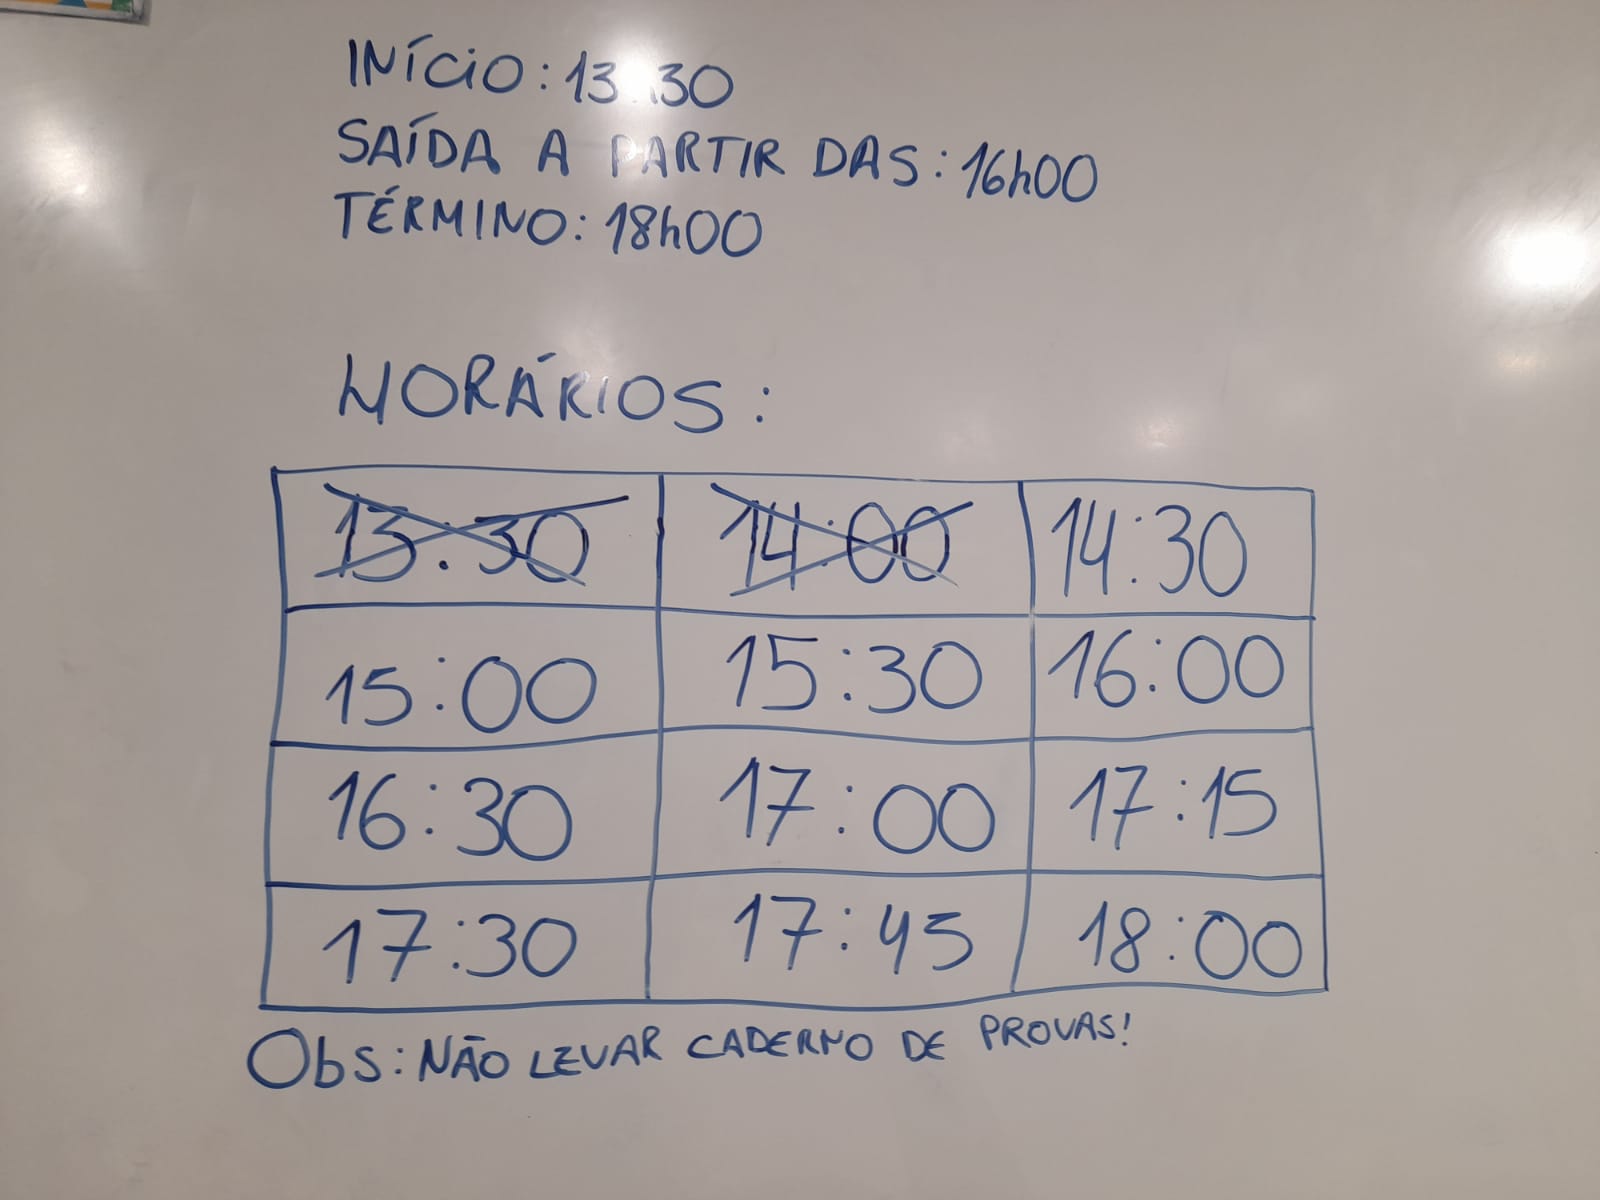 INÍCIO: 13:30
SAÍDA A PARTIR DAS: 16h00
TÉRMINO: 18h00
HORÁRIOS:
13:30 14:00 14:30
15:00 15:30 16:00
16:30 17:00 17:15
17:30 17:45 18:00
Obs: NÃO LEVAR CADERNO DE PROVAS!